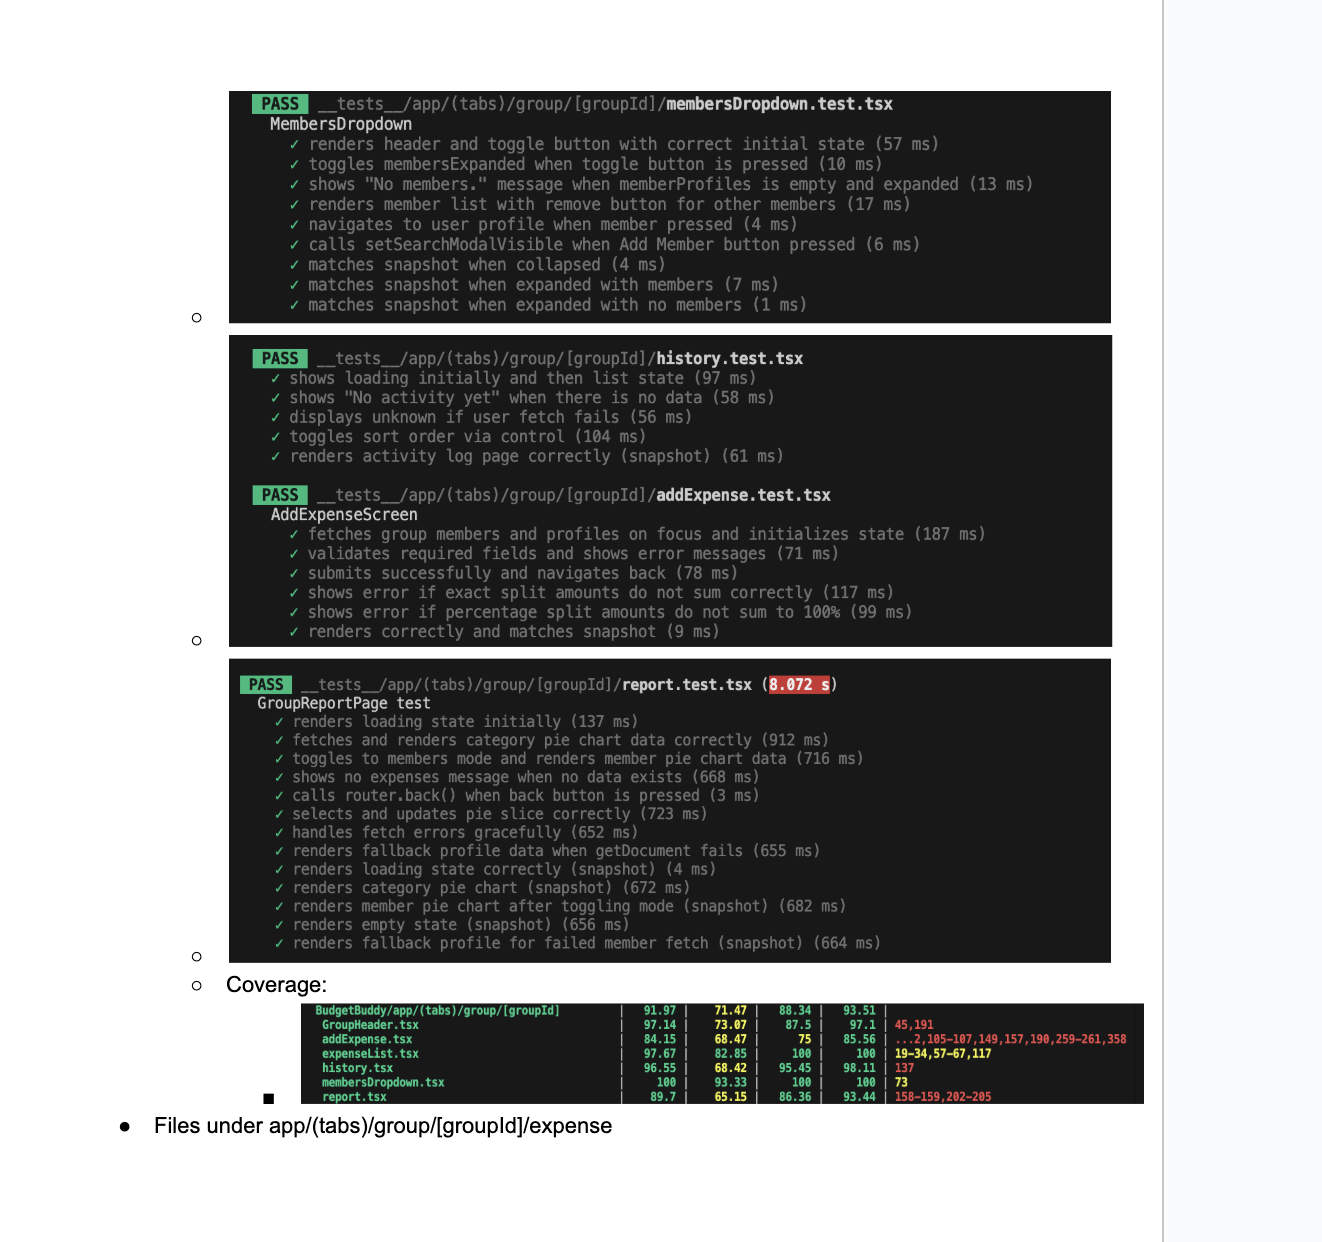 PASS __tests__/app/(tabs)/group/[groupId]/membersDropdown.test.tsx
MembersDropdown
✓ renders header and toggle button with correct initial state (57 ms)
✓ toggles membersExpanded when toggle button is pressed (10 ms)
✓ shows "No members." message when memberProfiles is empty and expanded (13 ms)
✓ renders member list with remove button for other members (17 ms)
✓ navigates to user profile when member pressed (4 ms)
✓ calls setSearchModalVisible when Add Member button pressed (6 ms)
✓ matches snapshot when collapsed (4 ms)
✓ matches snapshot when expanded with members (7 ms)
✓ matches snapshot when expanded with no members (1 ms)
PASS __tests__/app/(tabs)/group/[groupId]/history.test.tsx
✓ shows loading initially and then list state (97 ms)
✓ shows "No activity yet" when there is no data (58 ms)
✓ displays unknown if user fetch fails (56 ms)
✓ toggles sort order via control (104 ms)
✓ renders activity log page correctly (snapshot) (61 ms)
PASS __tests__/app/(tabs)/group/[groupId]/addExpense.test.tsx
AddExpenseScreen
✓ fetches group members and profiles on focus and initializes state (187 ms)
✓ validates required fields and shows error messages (71 ms)
✓ submits successfully and navigates back (78 ms)
✓ shows error if exact split amounts do not sum correctly (117 ms)
✓ shows error if percentage split amounts do not sum to 100% (99 ms)
✓ renders correctly and matches snapshot (9 ms)
PASS __tests__/app/(tabs)/group/[groupId]/report.test.tsx (8.072 s)
GroupReportPage test
✓ renders loading state initially (137 ms)
✓ fetches and renders category pie chart data correctly (912 ms)
✓ toggles to members mode and renders member pie chart data (716 ms)
✓ shows no expenses message when no data exists (668 ms)
✓ calls router.back() when back button is pressed (3 ms)
✓ selects and updates pie slice correctly (723 ms)
✓ handles fetch errors gracefully (652 ms)
✓ renders fallback profile data when getDocument fails (655 ms)
✓ renders loading state correctly (snapshot) (4 ms)
✓ renders category pie chart (snapshot) (672 ms)
✓ renders member pie chart after toggling mode (snapshot) (682 ms)
✓ renders empty state (snapshot) (656 ms)
✓ renders fallback profile for failed member fetch (snapshot) (664 ms)
Coverage:
BudgetBuddy/app/(tabs)/group/[groupId] | 91.97 | 71.47 | 88.34 | 93.51 |
GroupHeader.tsx | 97.14 | 73.07 | 87.5 | 97.1 | 45,191
addExpense.tsx | 84.15 | 68.47 | 75 | 85.56 | ...2,105-107,149,157,190,259-261,358
expenseList.tsx | 97.67 | 82.85 | 100 | 100 | 19-34,57-67,117
history.tsx | 96.55 | 68.42 | 95.45 | 98.11 | 137
membersDropdown.tsx | 100 | 93.33 | 100 | 100 | 73
report.tsx | 89.7 | 65.15 | 86.36 | 93.44 | 158-159,202-205
Files under app/(tabs)/group/[groupId]/expense